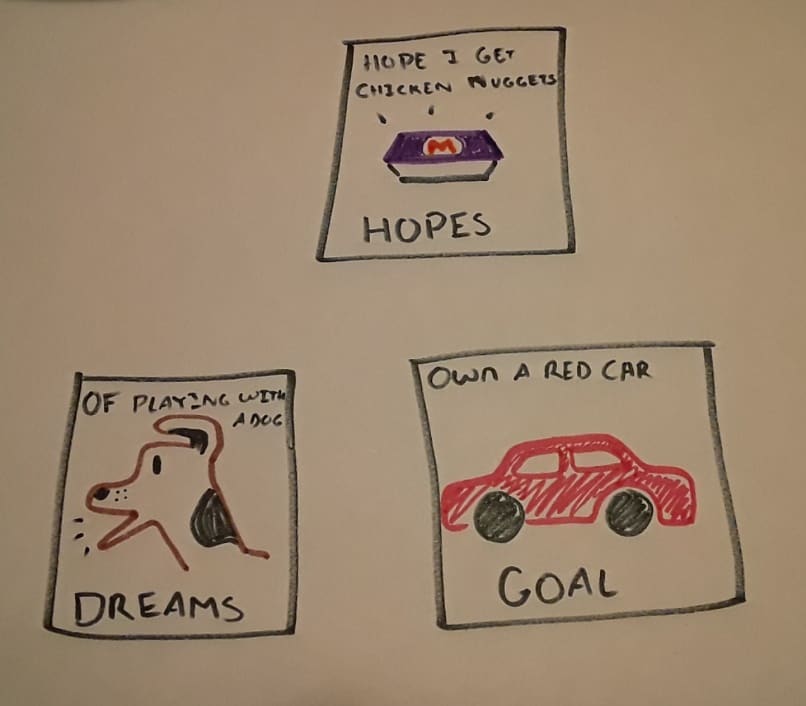 HOPE I GET
CHICKEN NUGGETS
M
HOPES
OF PLAYING WITH
A DOG
DREAMS
OWn A RED CAR
GOAL